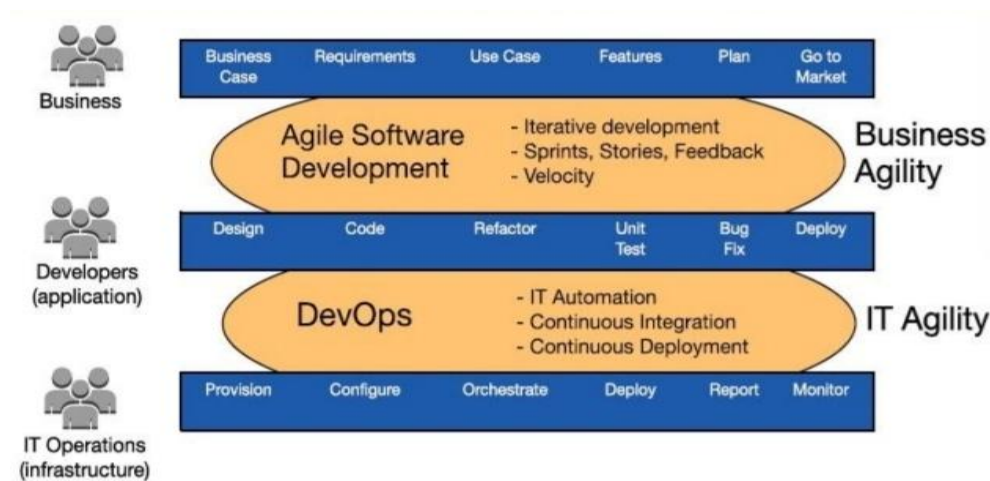 Business
Business Case
Requirements
Use Case
Features
Plan
Go to Market
Agile Software
Development
- Iterative development
- Sprints, Stories, Feedback
- Velocity
Business
Agility
Developers
(application)
Design
Code
Refactor
Unit Test
Bug Fix
Deploy
DevOps
- IT Automation
- Continuous Integration
- Continuous Deployment
IT Agility
IT Operations
(infrastructure)
Provision
Configure
Orchestrate
Deploy
Report
Monitor